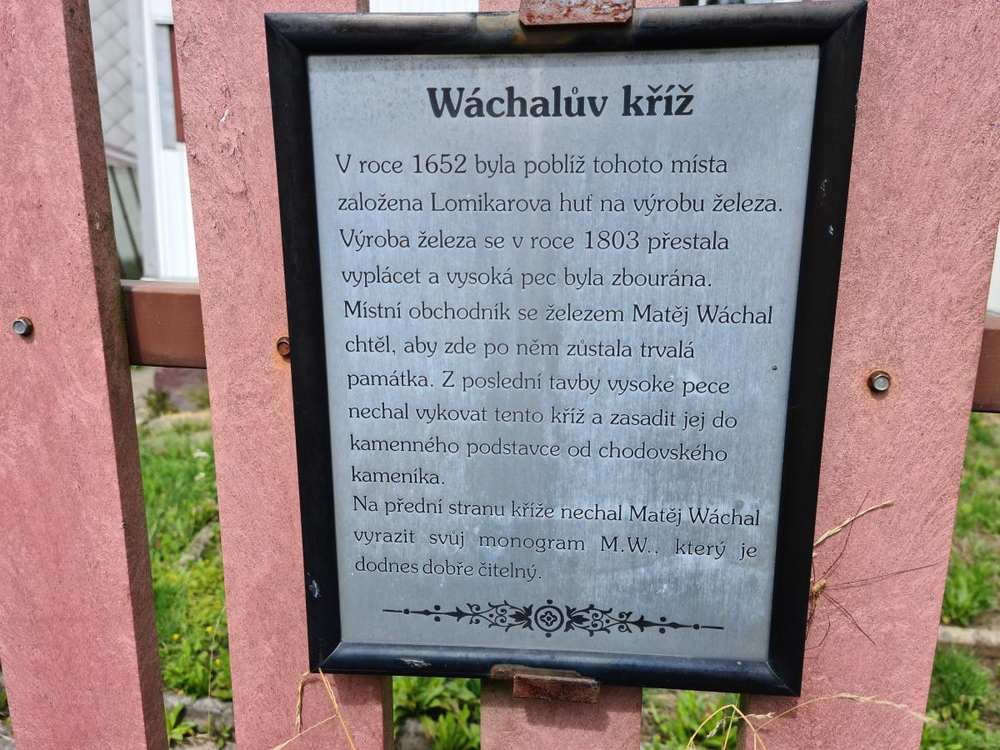 Wáchalův kříž
V roce 1652 byla poblíž tohoto místa
založena Lomikarova huť na výrobu železa.
Výroba železa se v roce 1803 přestala
vyplácet a vysoká pec byla zbourána.
Místní obchodník se železem Matěj Wáchal
chtěl, aby zde po něm zůstala trvalá
památka. Z poslední tavby vysoké pece
nechal vykovat tento kříž a zasadit jej do
kamenného podstavce od chodovského
kameníka.
Na přední stranu kříže nechal Matěj Wáchal
vyrazit svůj monogram M.W., který je
dodnes dobře čitelný.